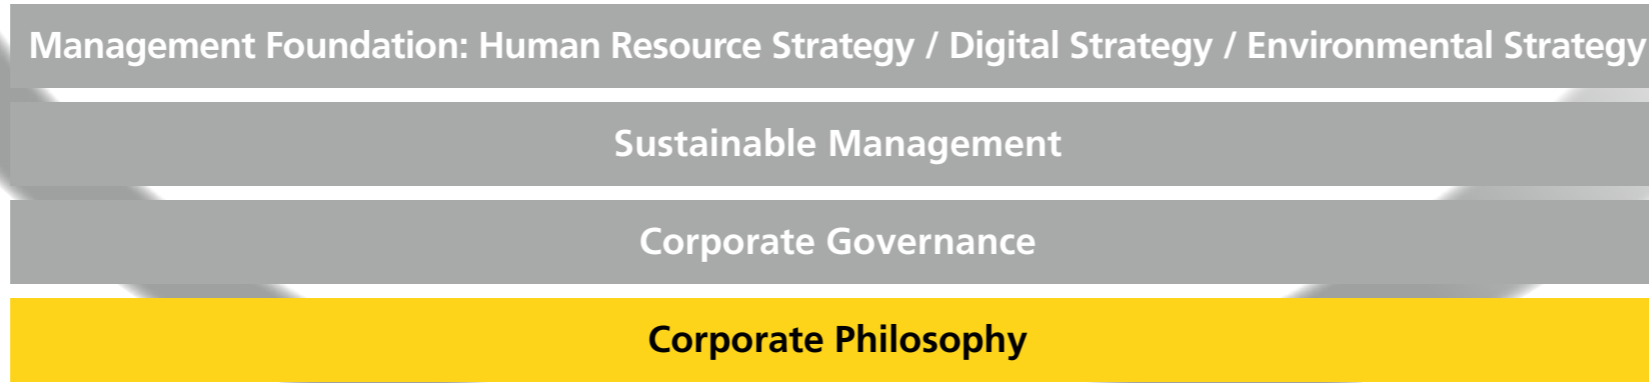 Management Foundation: Human Resource Strategy / Digital Strategy / Environmental Strategy
Sustainable Management
Corporate Governance
Corporate Philosophy